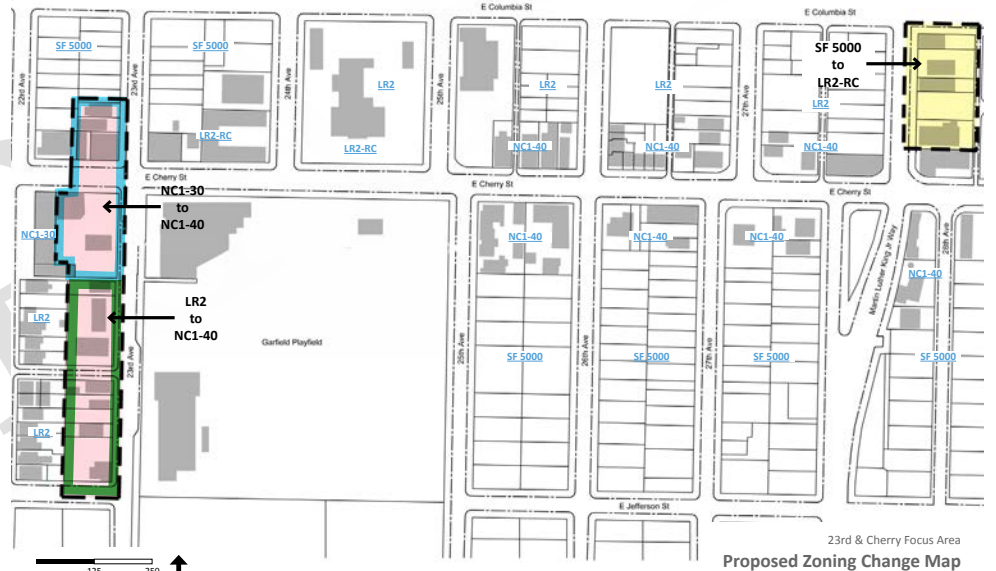 E Columbia St
E Columbia St
SF 5000
SF 5000
SF 5000
to
LR2-RC
22nd Ave
23rd Ave
24th Ave
25th Ave
27th Ave
LR2
LR2
LR2
LR2
LR2-RC
LR2-RC
NC1-40
NC1-40
NC1-40
E Cherry St
E Cherry St
E Cherry St
NC1-30
to
NC1-40
NC1-30
NC1-40
NC1-40
NC1-40
NC1-40
Martin Luther King Jr Way
28th Ave
LR2
to
NC1-40
LR2
23rd Ave
Garfield Playfield
25th Ave
26th Ave
27th Ave
SF 5000
SF 5000
SF 5000
SF 5000
LR2
E Jefferson St
23rd & Cherry Focus Area
Proposed Zoning Change Map
125
250